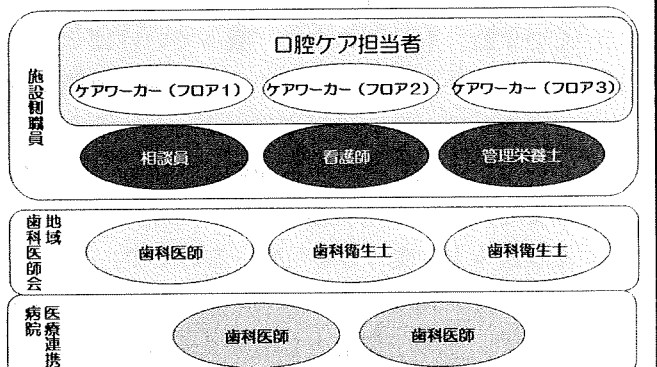 口腔ケア担当者
施設側職員
ケアワーカー（フロア1）
ケアワーカー（フロア2）
ケアワーカー（フロア3）
相談員
看護師
管理栄養士
地域
歯科医師会
歯科医師
歯科衛生士
歯科衛生士
医療連携
病院
歯科医師
歯科医師